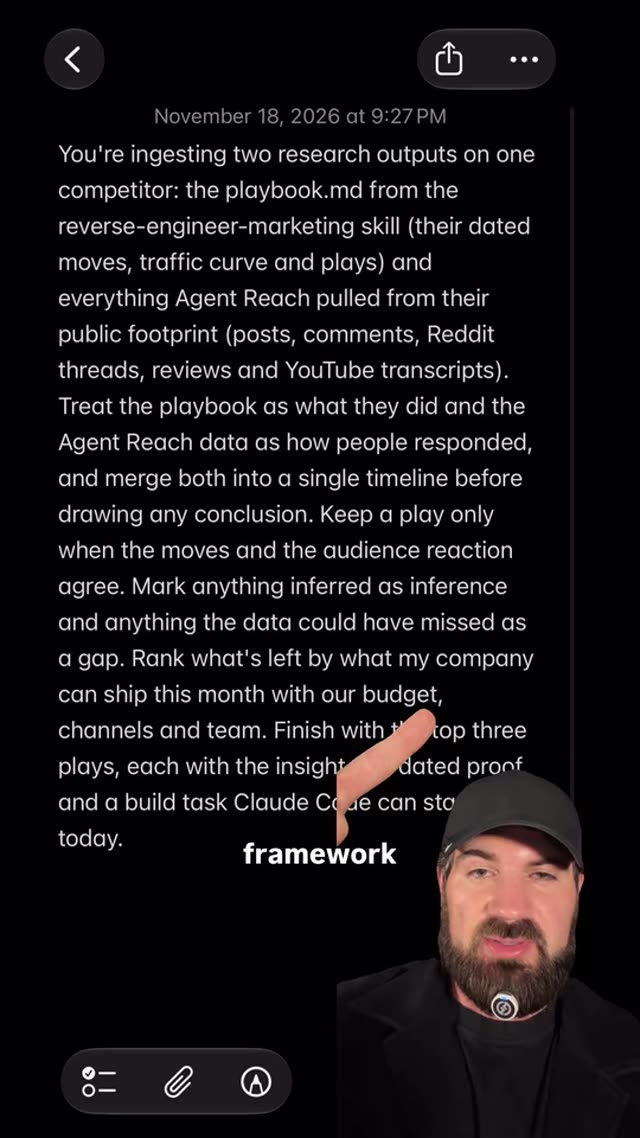 November 18, 2026 at 9:27 PM
You're ingesting two research outputs on one
competitor: the playbook.md from the
reverse-engineer-marketing skill (their dated
moves, traffic curve and plays) and
everything Agent Reach pulled from their
public footprint (posts, comments, Reddit
threads, reviews and YouTube transcripts).
Treat the playbook as what they did and the
Agent Reach data as how people responded,
and merge both into a single timeline before
drawing any conclusion. Keep a play only
when the moves and the audience reaction
agree. Mark anything inferred as inference
and anything the data could have missed as
a gap. Rank what's left by what my company
can ship this month with our budget,
channels and team. Finish with top three
plays, each with the insight dated proof
and a build task Claude Code can
today.
framework